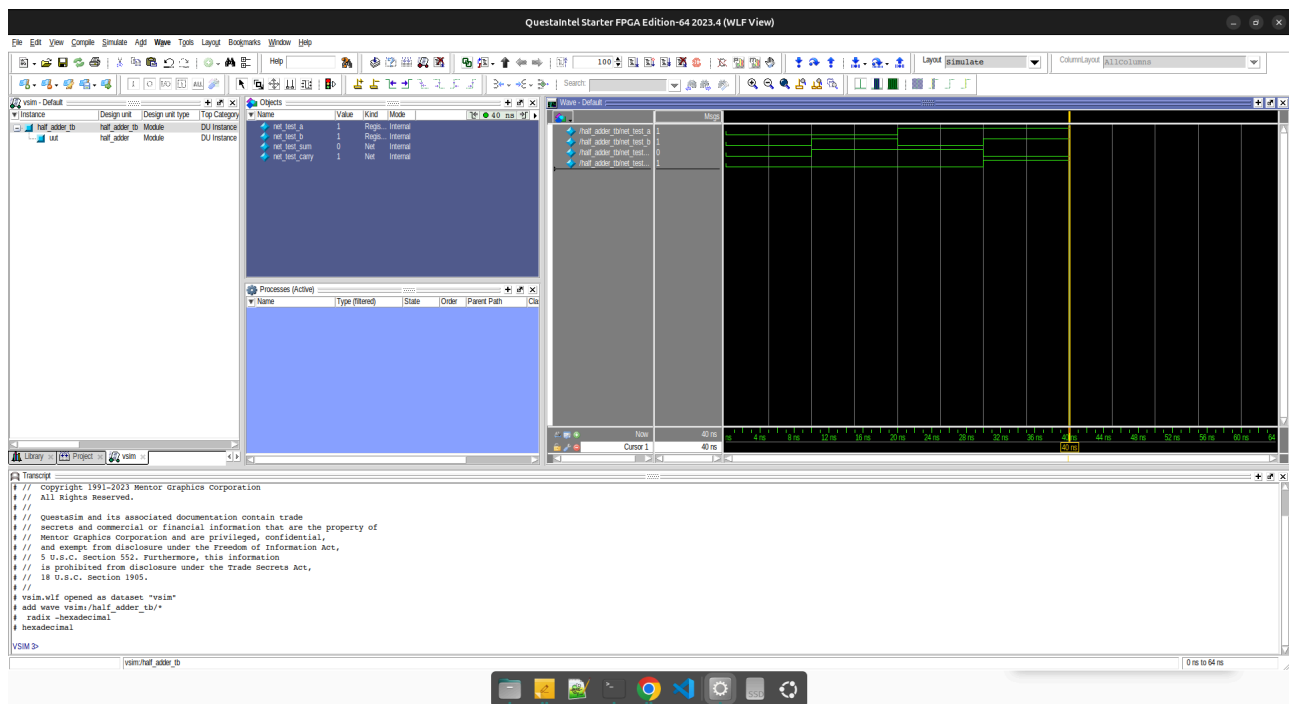 QuestaIntel Starter FPGA Edition-64 2023.4 (WLF View)
File Edit View Compile Simulate Add Wave Tools Layout Bookmarks Window Help
Help 100 Layout Simulate ColumnLayout AllColumns
Search:
vsim - Default
Instance Design unit Design unit type Top Category
half_adder_tb half_adder_tb Module DU Instance
uut half_adder Module DU Instance
Objects
Name Value Kind Mode 40 ns
net_test_a 1 Regis... Internal
net_test_b 1 Regis... Internal
net_test_sum 0 Net Internal
net_test_carry 1 Net Internal
Processes (Active)
Name Type (filtered) State Order Parent Path Cla
Wave - Default
Msgs
/half_adder_tb/net_test_a 1
/half_adder_tb/net_test_b 1
/half_adder_tb/net_test... 0
/half_adder_tb/net_test... 1
Now 40 ns
Cursor 1 40 ns
ns 4 ns 8 ns 12 ns 16 ns 20 ns 24 ns 28 ns 32 ns 36 ns 40 ns 44 ns 48 ns 52 ns 56 ns 60 ns 64
40 ns
Library Project vsim
Transcript
# // Copyright 1991-2023 Mentor Graphics Corporation
# // All Rights Reserved.
# //
# // QuestaSim and its associated documentation contain trade
# // secrets and commercial or financial information that are the property of
# // Mentor Graphics Corporation and are privileged, confidential,
# // and exempt from disclosure under the Freedom of Information Act,
# // 5 U.S.C. Section 552. Furthermore, this information
# // is prohibited from disclosure under the Trade Secrets Act,
# // 18 U.S.C. Section 1905.
# //
# vsim.wlf opened as dataset "vsim"
# add wave vsim:/half_adder_tb/*
# radix -hexadecimal
# hexadecimal
VSIM 3>
vsim:/half_adder_tb 0 ns to 64 ns
SSD